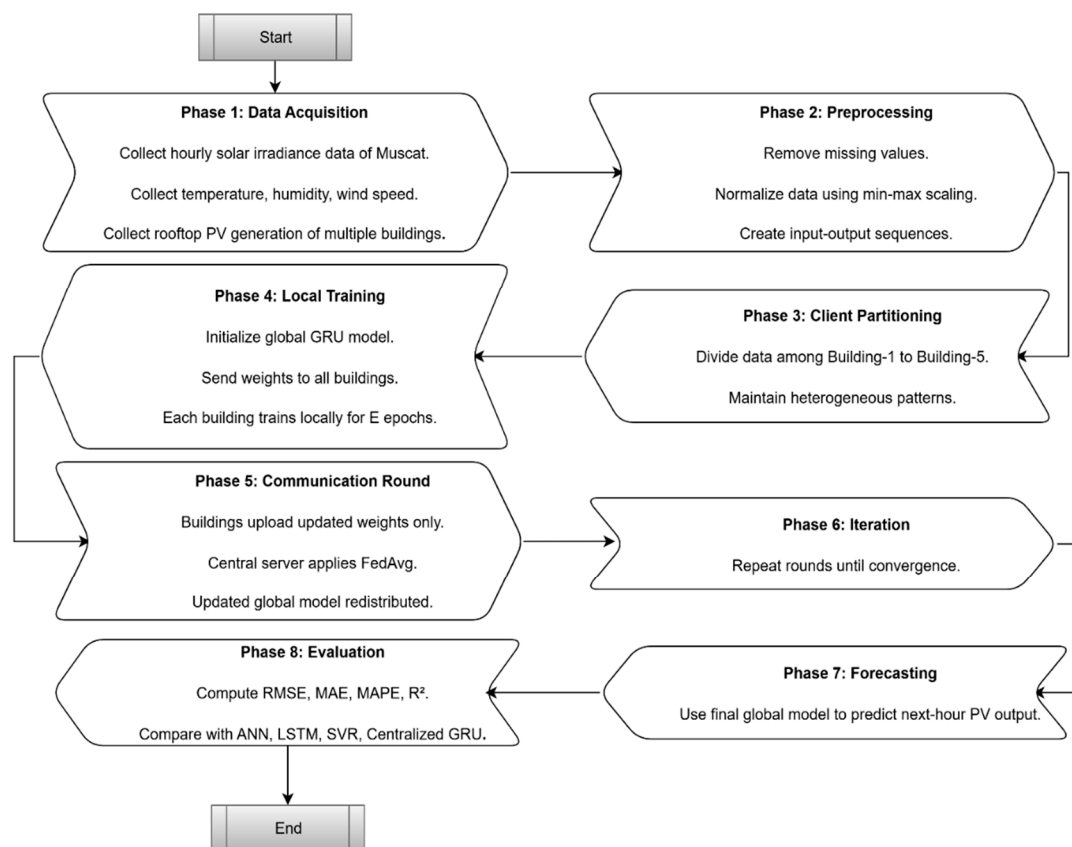 Start
Phase 1: Data Acquisition
Collect hourly solar irradiance data of Muscat.
Collect temperature, humidity, wind speed.
Collect rooftop PV generation of multiple buildings.
Phase 2: Preprocessing
Remove missing values.
Normalize data using min-max scaling.
Create input-output sequences.
Phase 3: Client Partitioning
Divide data among Building-1 to Building-5.
Maintain heterogeneous patterns.
Phase 4: Local Training
Initialize global GRU model.
Send weights to all buildings.
Each building trains locally for E epochs.
Phase 5: Communication Round
Buildings upload updated weights only.
Central server applies FedAvg.
Updated global model redistributed.
Phase 6: Iteration
Repeat rounds until convergence.
Phase 7: Forecasting
Use final global model to predict next-hour PV output.
Phase 8: Evaluation
Compute RMSE, MAE, MAPE, R².
Compare with ANN, LSTM, SVR, Centralized GRU.
End